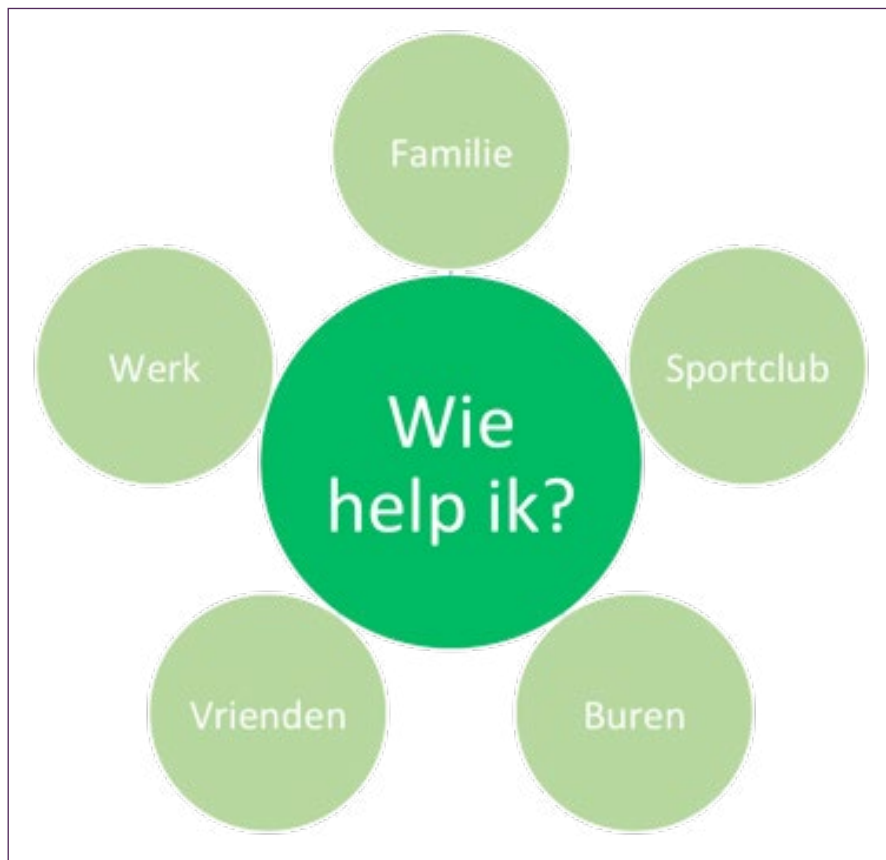 Familie
Werk
Sportclub
Wie
help ik?
Vrienden
Buren